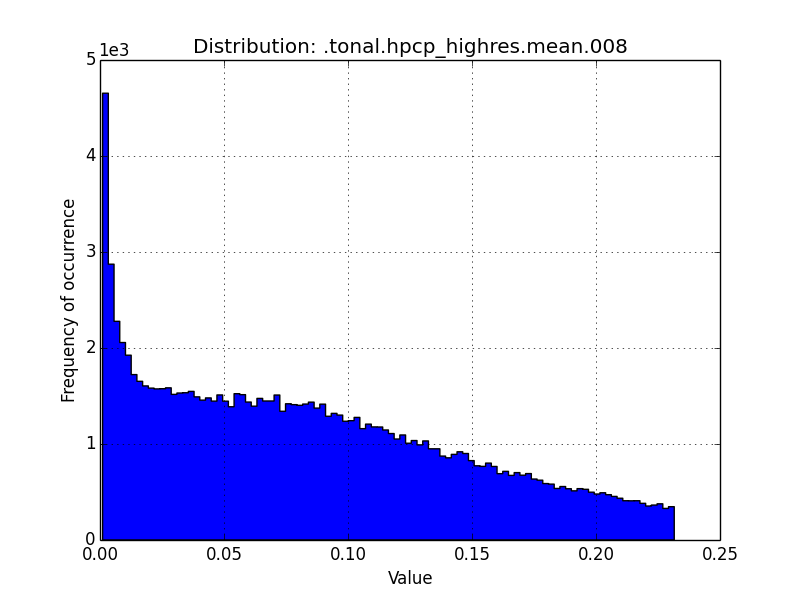 Distribution: .tonal.hpcp_highres.mean.008
1e3
5
4
3
2
1
0
Frequency of occurrence
0.00 0.05 0.10 0.15 0.20 0.25
Value